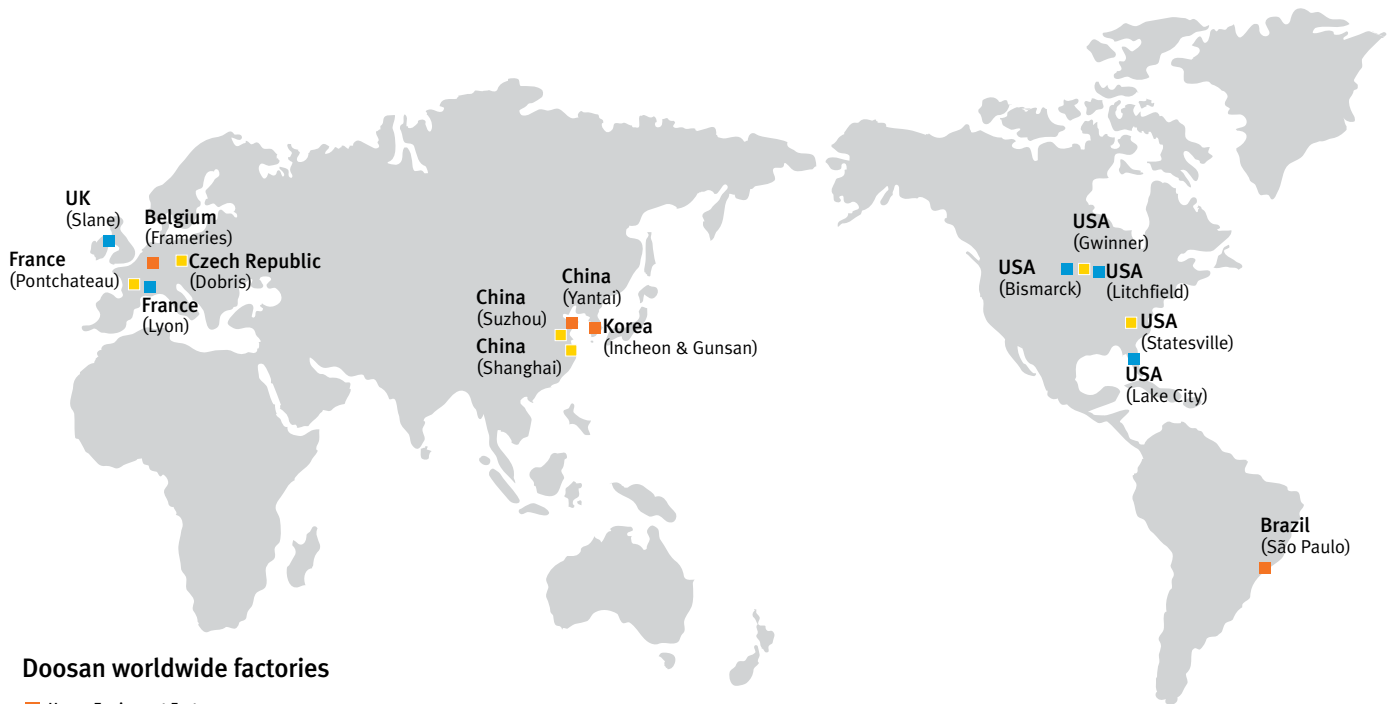 UK
(Slane)
Belgium
(Frameries)
France
(Pontchateau)
Czech Republic
(Dobris)
France
(Lyon)
China
(Yantai)
China
(Suzhou)
Korea
(Incheon & Gunsan)
China
(Shanghai)
USA
(Gwinner)
USA
(Bismarck)
USA
(Litchfield)
USA
(Statesville)
USA
(Lake City)
Brazil
(São Paulo)
Doosan worldwide factories